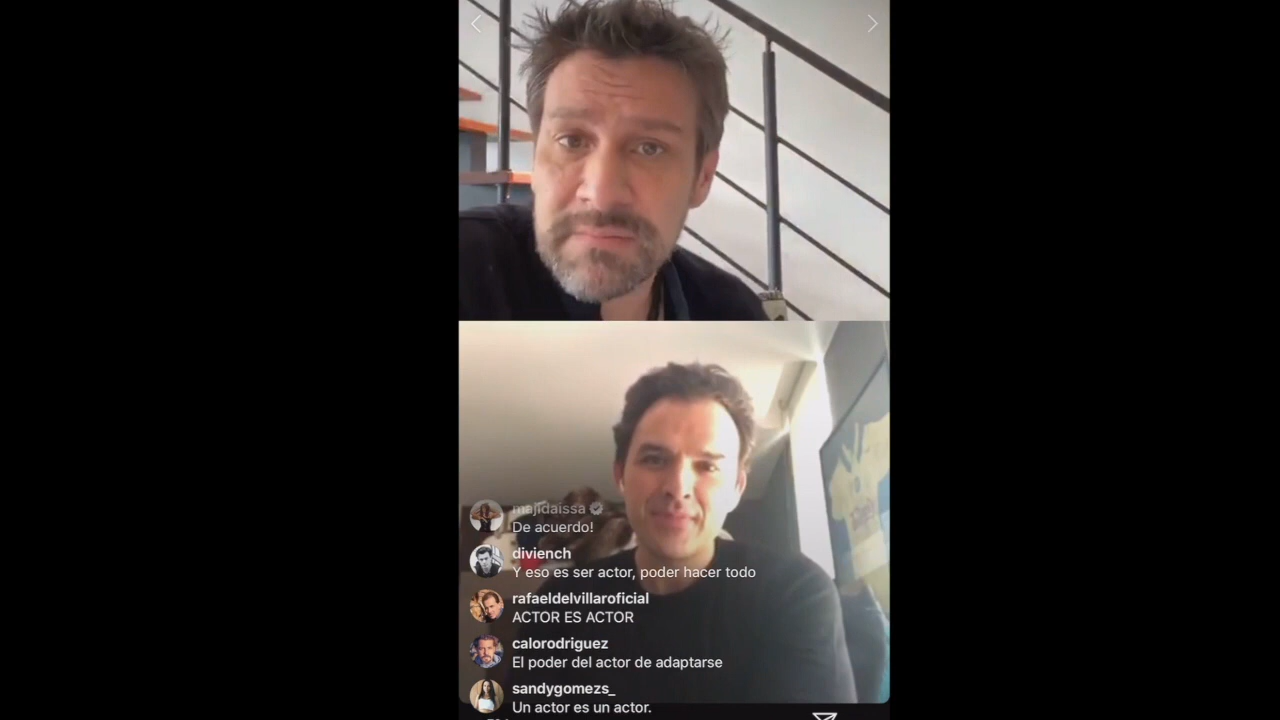 majidaissa
De acuerdo!
diviench
Y eso es ser actor, poder hacer todo
rafaeldelvillaroficial
ACTOR ES ACTOR
calorodriguez
El poder del actor de adaptarse
sandygomezs_
Un actor es un actor.